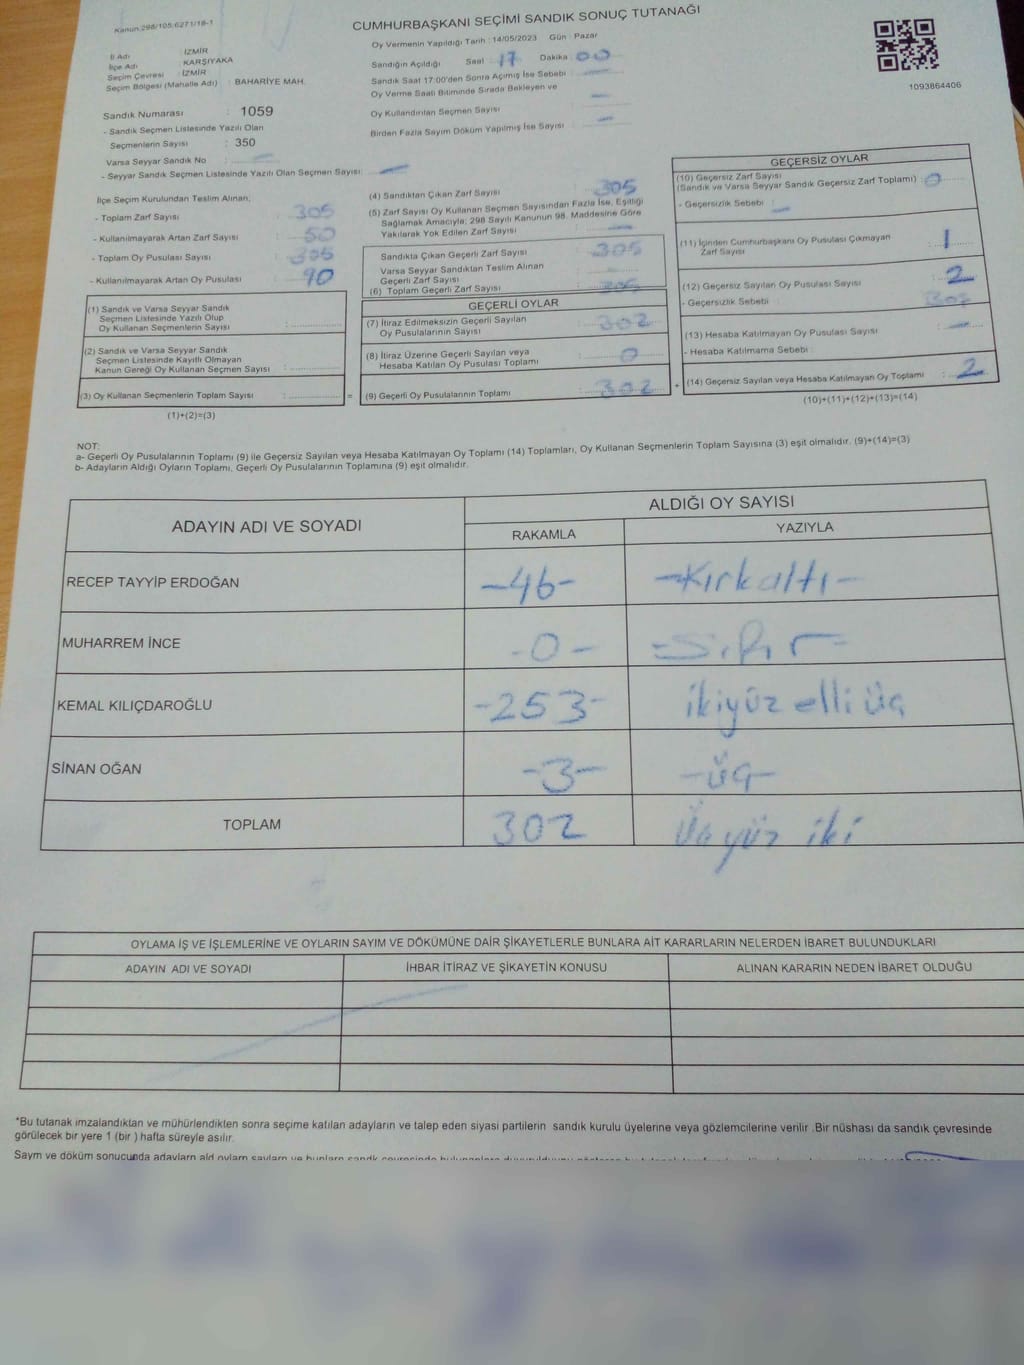 Kanun:298/105,6271/18-1
CUMHURBAŞKANI SEÇİMİ SANDIK SONUÇ TUTANAĞI
İl Adı : İZMİR
İlçe Adı : KARŞIYAKA
Seçim Çevresi : İZMİR
Seçim Bölgesi (Mahalle Adı) : BAHARİYE MAH.
Oy Vermenin Yapıldığı Tarih : 14/05/2023 Gün : Pazar
Sandığın Açıldığı Saat : 17 Dakika : 00
Sandık Saat 17:00'den Sonra Açımış İse Sebebi : —
Oy Verme Saati Bitiminde Sırada Bekleyen ve
Oy Kullandırılan Seçmen Sayısı : —
Birden Fazla Sayım Döküm Yapılmış İse Sayısı : —
1093864406
Sandık Numarası : 1059
- Sandık Seçmen Listesinde Yazılı Olan
Seçmenlerin Sayısı : 350
Varsa Seyyar Sandık No : —
- Seyyar Sandık Seçmen Listesinde Yazılı Olan Seçmen Sayısı : —
İlçe Seçim Kurulundan Teslim Alınan;
- Toplam Zarf Sayısı : 305
- Kullanılmayarak Artan Zarf Sayısı : 50
- Toplam Oy Pusulası Sayısı : 305
- Kullanılmayarak Artan Oy Pusulası : 90
(1) Sandık ve Varsa Seyyar Sandık
Seçmen Listesinde Yazılı Olup
Oy Kullanan Seçmenlerin Sayısı :
(2) Sandık ve Varsa Seyyar Sandık
Seçmen Listesinde Kayıtlı Olmayan
Kanun Gereği Oy Kullanan Seçmen Sayısı :
(3) Oy Kullanan Seçmenlerin Toplam Sayısı : =
(1)+(2)=(3)
(4) Sandıktan Çıkan Zarf Sayısı : 305
(5) Zarf Sayısı Oy Kullanan Seçmen Sayısından Fazla İse, Eşitliği
Sağlamak Amacıyla; 298 Sayılı Kanunun 98. Maddesine Göre
Yakılarak Yok Edilen Zarf Sayısı : —
Sandıkta Çıkan Geçerli Zarf Sayısı : 305
Varsa Seyyar Sandıktan Teslim Alınan
Geçerli Zarf Sayısı :
(6) Toplam Geçerli Zarf Sayısı : 305
GEÇERLİ OYLAR
(7) İtiraz Edilmeksizin Geçerli Sayılan
Oy Pusulalarının Sayısı : 302
(8) İtiraz Üzerine Geçerli Sayılan veya
Hesaba Katılan Oy Pusulası Toplamı : 0
(9) Geçerli Oy Pusulalarının Toplamı : 302 +
GEÇERSİZ OYLAR
(10) Geçersiz Zarf Sayısı
(Sandık ve Varsa Seyyar Sandık Geçersiz Zarf Toplamı) : 0
- Geçersizlik Sebebi : —
(11) İçinden Cumhurbaşkanı Oy Pusulası Çıkmayan
Zarf Sayısı : 1
(12) Geçersiz Sayılan Oy Pusulası Sayısı : 2
- Geçersizlik Sebebi : 302
(13) Hesaba Katılmayan Oy Pusulası Sayısı : —
- Hesaba Katılmama Sebebi :
(14) Geçersiz Sayılan veya Hesaba Katılmayan Oy Toplamı : 2
(10)+(11)+(12)+(13)=(14)
NOT:
a- Geçerli Oy Pusulalarının Toplamı (9) ile Geçersiz Sayılan veya Hesaba Katılmayan Oy Toplamı (14) Toplamları, Oy Kullanan Seçmenlerin Toplam Sayısına (3) eşit olmalıdır. (9)+(14)=(3)
b- Adayların Aldığı Oyların Toplamı, Geçerli Oy Pusulalarının Toplamına (9) eşit olmalıdır.
ADAYIN ADI VE SOYADI
ALDIĞI OY SAYISI
RAKAMLA YAZIYLA
RECEP TAYYİP ERDOĞAN -46- -Kırkaltı-
MUHARREM İNCE -0- =Sıfır=
KEMAL KILIÇDAROĞLU -253- ikiyüz elli üç
SİNAN OĞAN -3- -üç-
TOPLAM 302 Üçyüz iki
OYLAMA İŞ VE İŞLEMLERİNE VE OYLARIN SAYIM VE DÖKÜMÜNE DAİR ŞİKAYETLERLE BUNLARA AİT KARARLARIN NELERDEN İBARET BULUNDUKLARI
ADAYIN ADI VE SOYADI İHBAR İTİRAZ VE ŞİKAYETİN KONUSU ALINAN KARARIN NEDEN İBARET OLDUĞU
*Bu tutanak imzalandıktan ve mühürlendikten sonra seçime katılan adayların ve talep eden siyasi partilerin sandık kurulu üyelerine veya gözlemcilerine verilir .Bir nüshası da sandık çevresinde
görülecek bir yere 1 (bir ) hafta süreyle asılır.